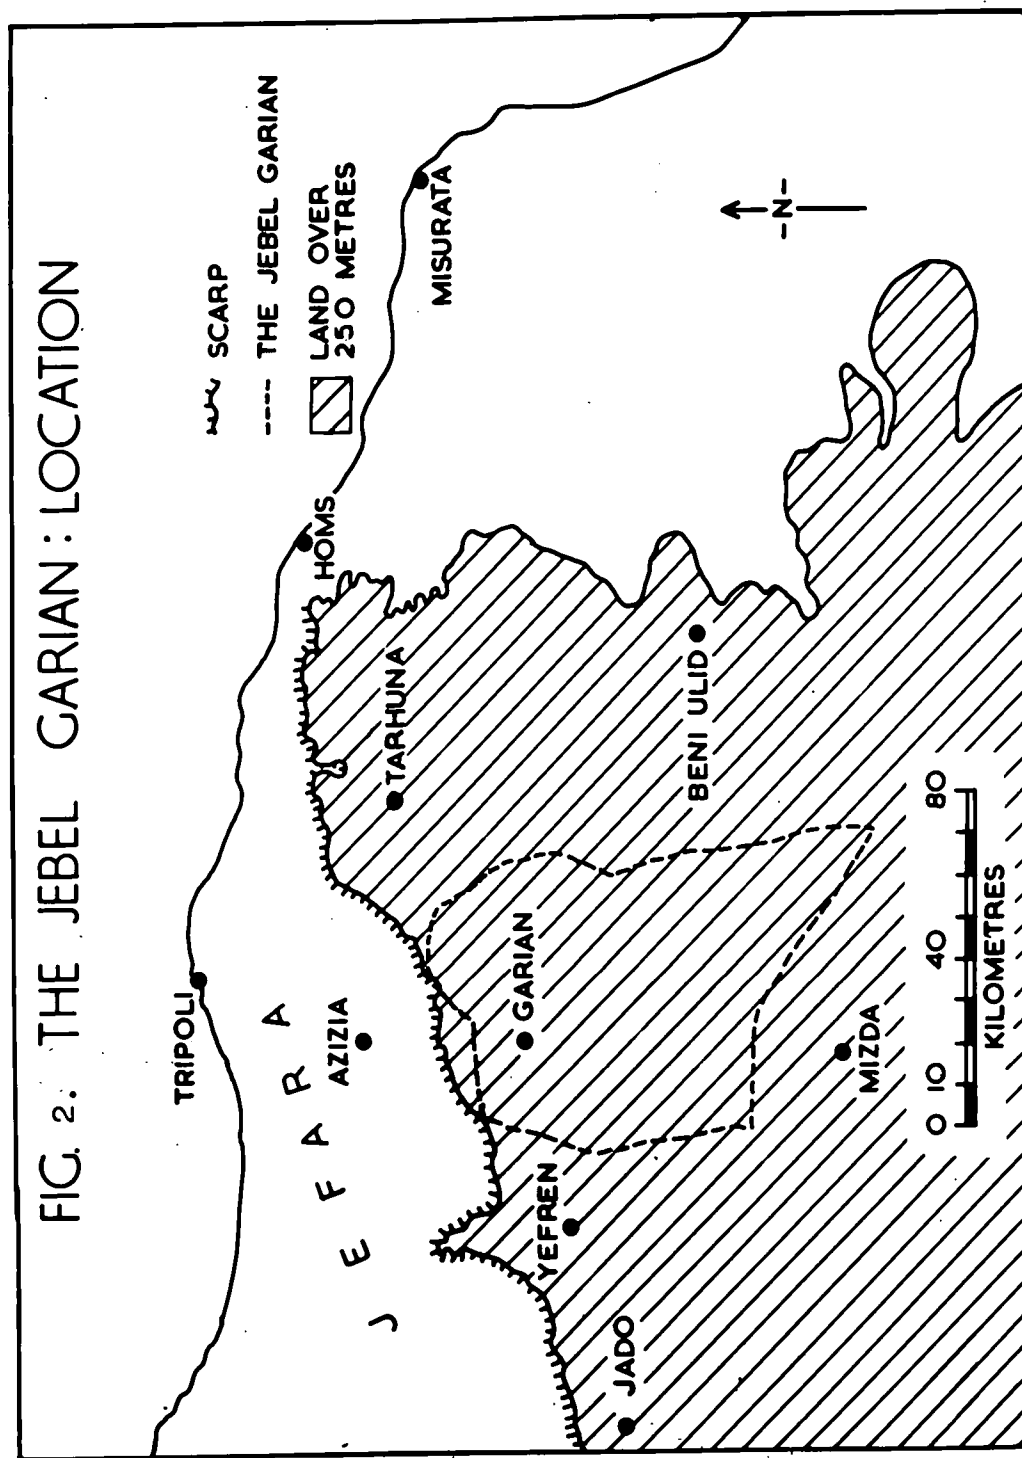 FIG. 2. THE JEBEL GARIAN : LOCATION
SCARP
THE JEBEL GARIAN
LAND OVER
250 METRES
TRIPOLI
HOMS
MISURATA
JEFARA
AZIZIA
TARHUNA
GARIAN
YEFREN
JADO
BENI ULID
MIZDA
-N-
0 10 40 80
KILOMETRES